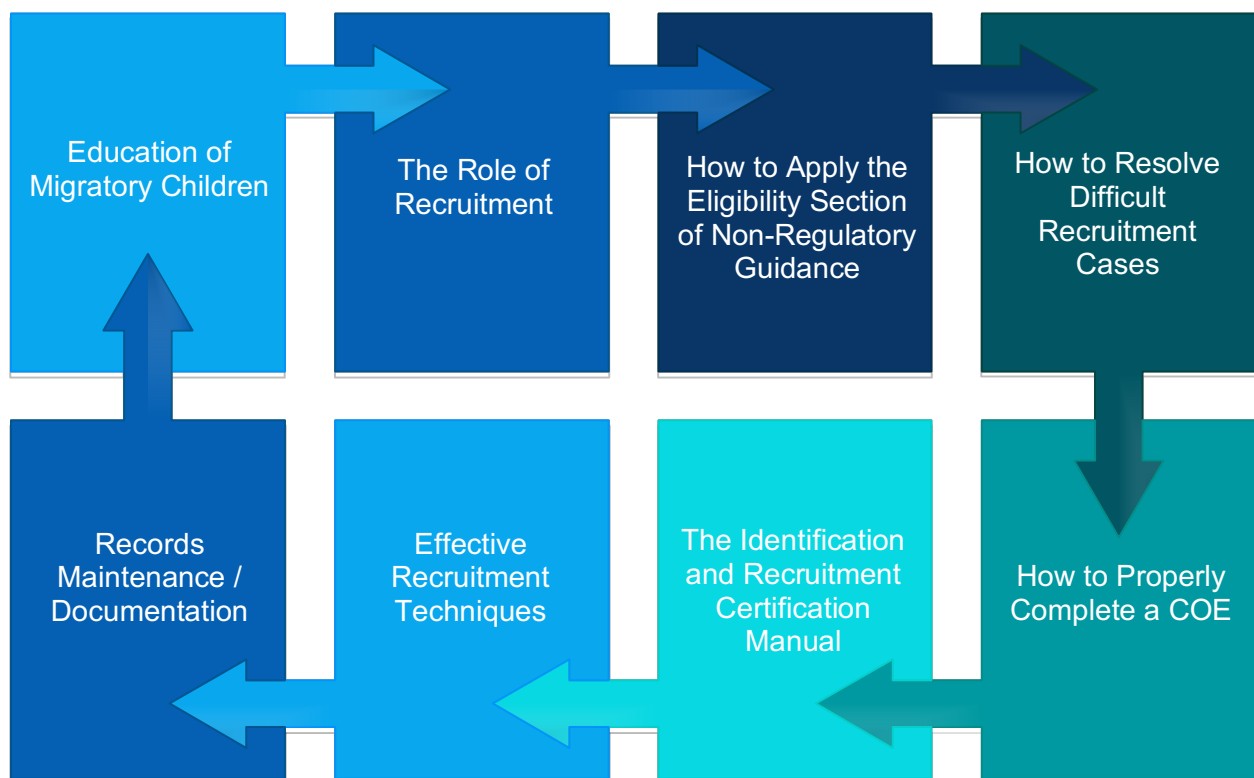 Education of
Migratory Children
The Role of
Recruitment
How to Apply the
Eligibility Section
of Non-Regulatory
Guidance
How to Resolve
Difficult
Recruitment
Cases
Records
Maintenance /
Documentation
Effective
Recruitment
Techniques
The Identification
and Recruitment
Certification
Manual
How to Properly
Complete a COE